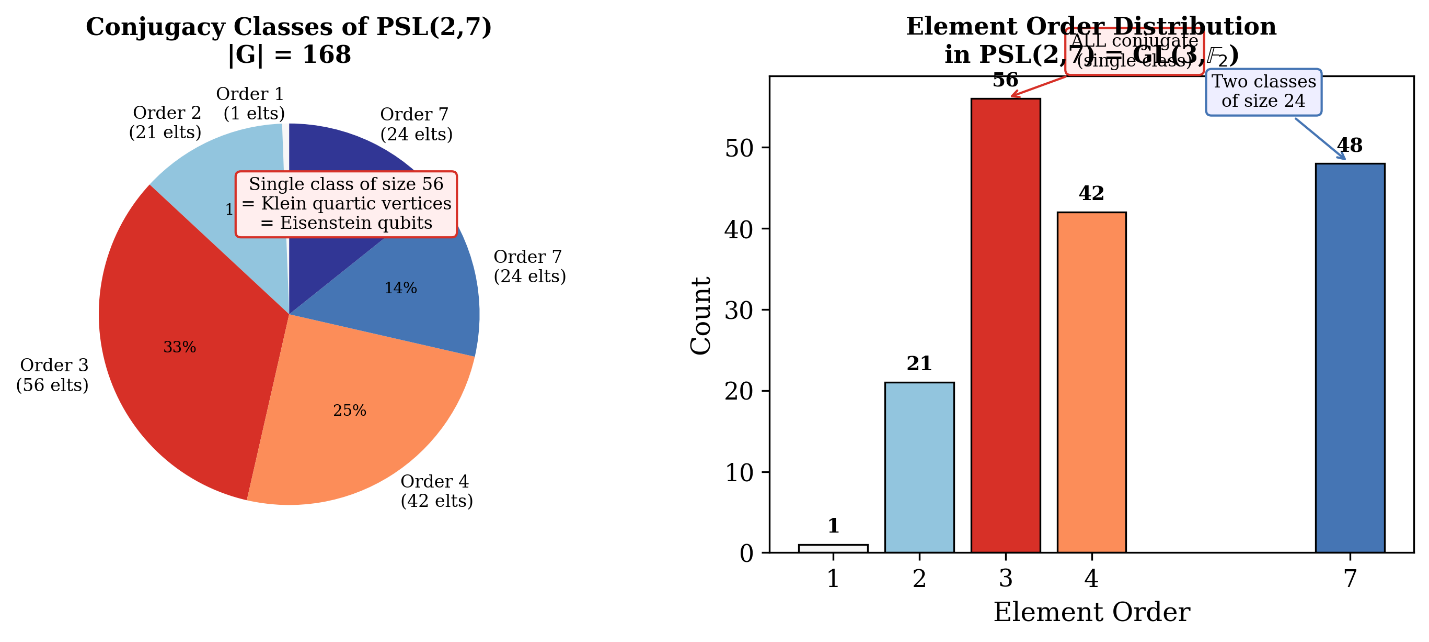 Conjugacy Classes of PSL(2,7)
|G| = 168
Order 1
(1 elts)
Order 2
(21 elts)
Order 7
(24 elts)
Single class of size 56
= Klein quartic vertices
= Eisenstein qubits
1
Order 7
(24 elts)
14%
33%
Order 3
(56 elts)
25%
Order 4
(42 elts)
Element Order Distribution
in PSL(2,7) = GL(3,𝔽₂)
ALL conjugate
(single class)
Two classes
of size 24
56
48
42
21
1
Count
50
40
30
20
10
0
1
2
3
4
7
Element Order